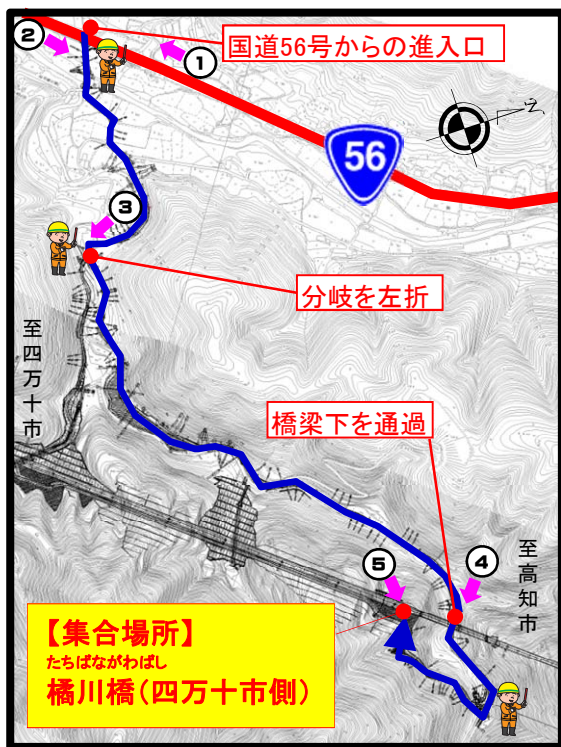 ②
①
国道56号からの進入口
56
③
分岐を左折
至四万十市
橋梁下を通過
⑤
④
至高知市
【集合場所】
たちばながわばし
橘川橋(四万十市側)